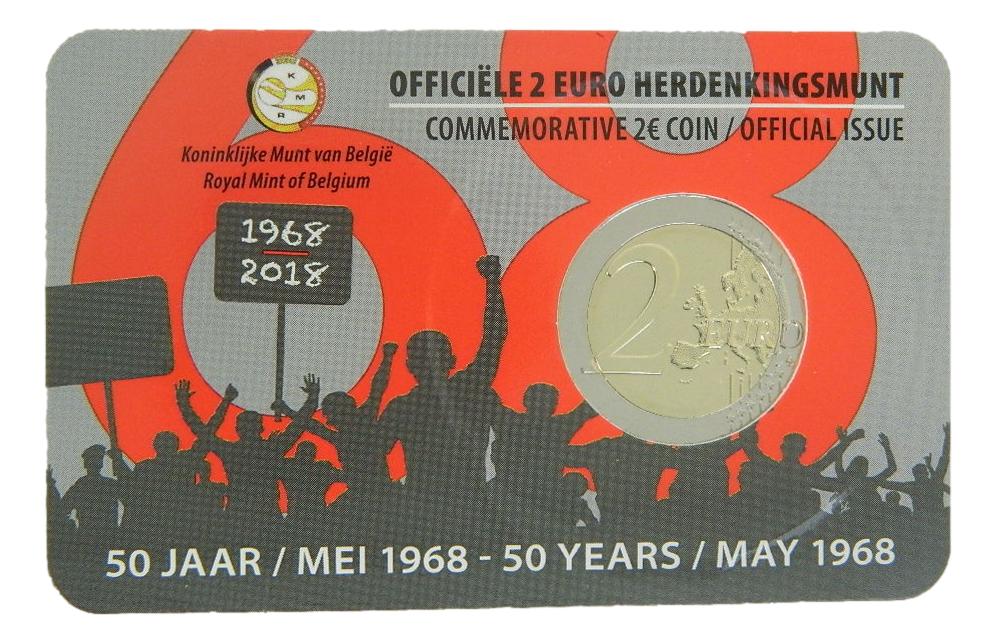 OFFICIËLE 2 EURO HERDENKINGSMUNT
COMMEMORATIVE 2€ COIN / OFFICIAL ISSUE
K
M
R
Koninklijke Munt van België
Royal Mint of Belgium
68
1968
2018
2 EURO
50 JAAR / MEI 1968 - 50 YEARS / MAY 1968